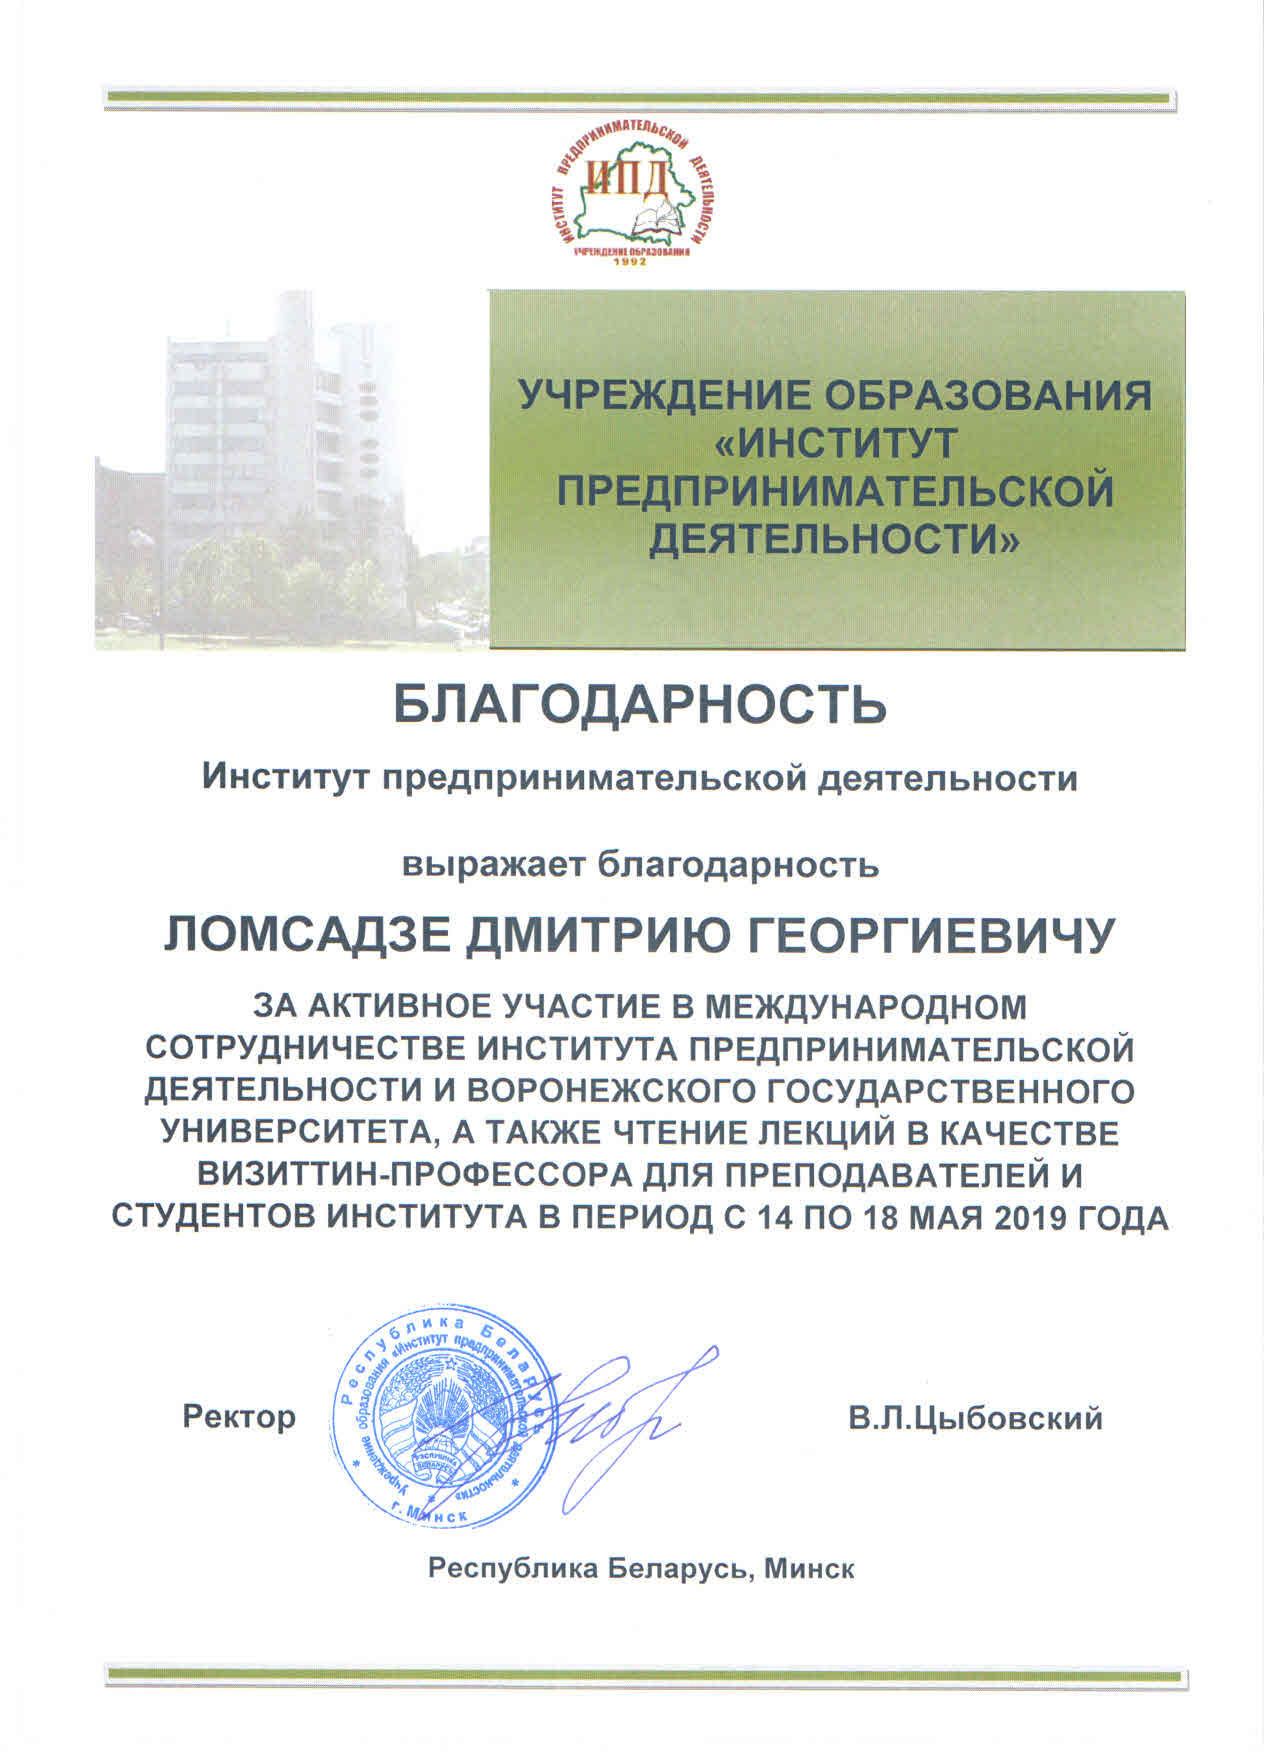 ИНСТИТУТ ПРЕДПРИНИМАТЕЛЬСКОЙ ДЕЯТЕЛЬНОСТИ
ИПД
УЧРЕЖДЕНИЕ ОБРАЗОВАНИЯ
1992
УЧРЕЖДЕНИЕ ОБРАЗОВАНИЯ
«ИНСТИТУТ
ПРЕДПРИНИМАТЕЛЬСКОЙ
ДЕЯТЕЛЬНОСТИ»
БЛАГОДАРНОСТЬ
Институт предпринимательской деятельности
выражает благодарность
ЛОМСАДЗЕ ДМИТРИЮ ГЕОРГИЕВИЧУ
ЗА АКТИВНОЕ УЧАСТИЕ В МЕЖДУНАРОДНОМ
СОТРУДНИЧЕСТВЕ ИНСТИТУТА ПРЕДПРИНИМАТЕЛЬСКОЙ
ДЕЯТЕЛЬНОСТИ И ВОРОНЕЖСКОГО ГОСУДАРСТВЕННОГО
УНИВЕРСИТЕТА, А ТАКЖЕ ЧТЕНИЕ ЛЕКЦИЙ В КАЧЕСТВЕ
ВИЗИТТИН-ПРОФЕССОРА ДЛЯ ПРЕПОДАВАТЕЛЕЙ И
СТУДЕНТОВ ИНСТИТУТА В ПЕРИОД С 14 ПО 18 МАЯ 2019 ГОДА
Республика Беларусь
Учреждение образования «Институт предпринимательской деятельности»
РЭСПУБЛІКА
БЕЛАРУСЬ
г. Минск
Ректор
В.Л.Цыбовский
Республика Беларусь, Минск